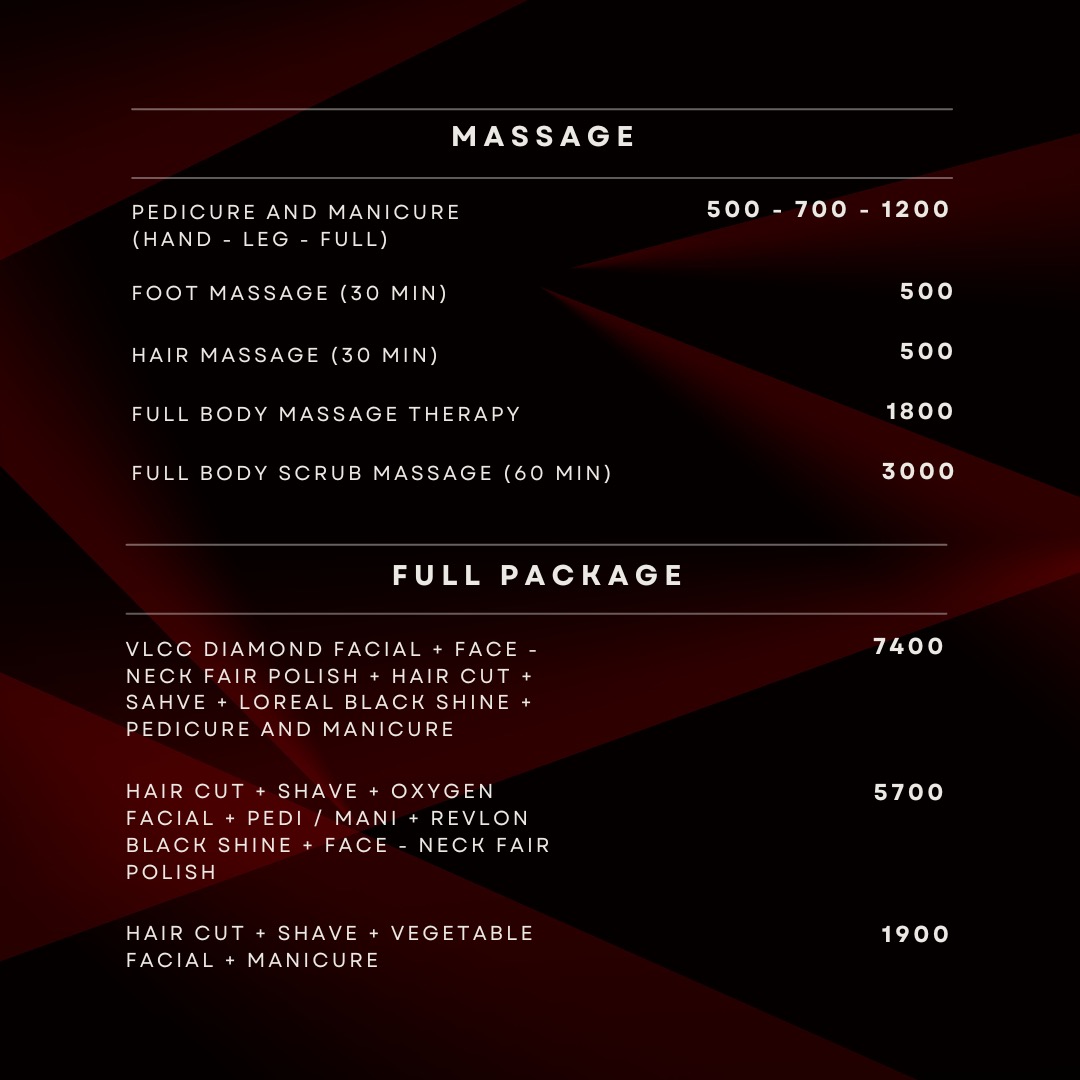 MASSAGE
PEDICURE AND MANICURE 500 - 700 - 1200
(HAND - LEG - FULL)
FOOT MASSAGE (30 MIN) 500
HAIR MASSAGE (30 MIN) 500
FULL BODY MASSAGE THERAPY 1800
FULL BODY SCRUB MASSAGE (60 MIN) 3000
FULL PACKAGE
VLCC DIAMOND FACIAL + FACE - 7400
NECK FAIR POLISH + HAIR CUT +
SAHVE + LOREAL BLACK SHINE +
PEDICURE AND MANICURE
HAIR CUT + SHAVE + OXYGEN 5700
FACIAL + PEDI / MANI + REVLON
BLACK SHINE + FACE - NECK FAIR
POLISH
HAIR CUT + SHAVE + VEGETABLE 1900
FACIAL + MANICURE